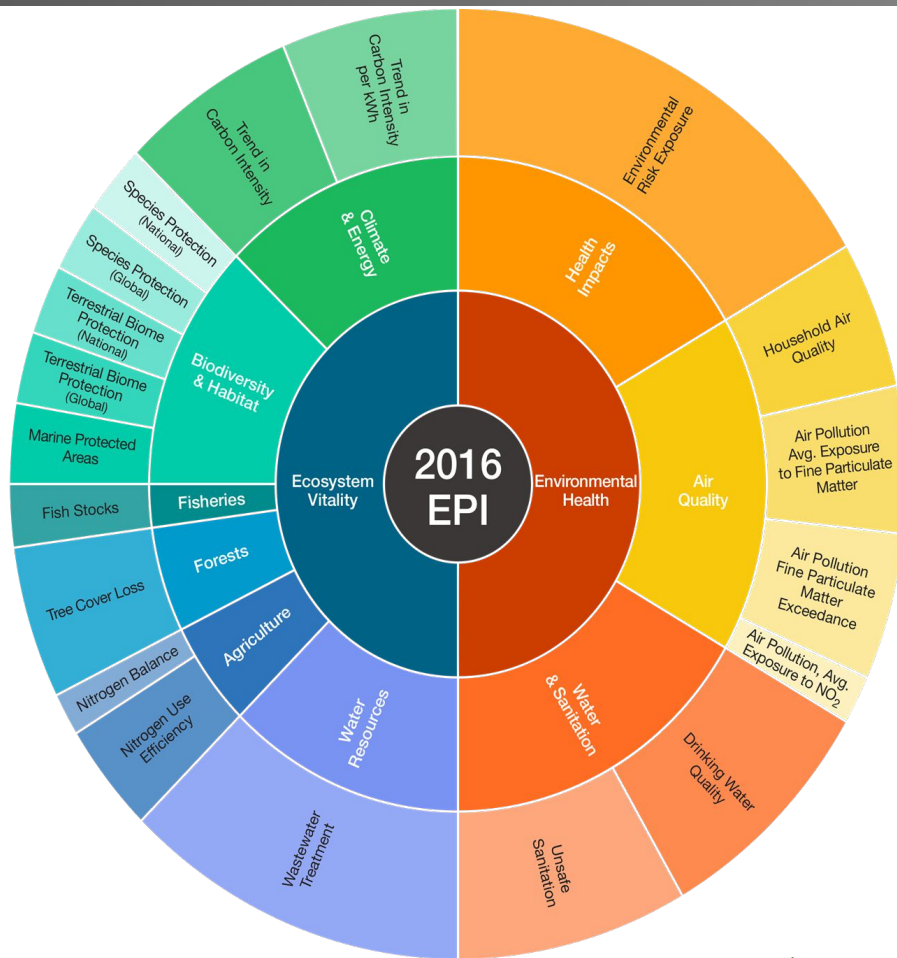 2016
EPI
Ecosystem
Vitality
Environmental
Health
Climate
& Energy
Trend in
Carbon Intensity
Trend in
Carbon Intensity
per kWh
Biodiversity
& Habitat
Species Protection
(National)
Species Protection
(Global)
Terrestrial Biome
Protection
(National)
Terrestrial Biome
Protection
(Global)
Marine Protected
Areas
Fisheries
Fish Stocks
Forests
Tree Cover Loss
Agriculture
Nitrogen Balance
Nitrogen Use
Efficiency
Water
Resources
Wastewater
Treatment
Health
Impacts
Environmental
Risk Exposure
Air
Quality
Household Air
Quality
Air Pollution
Avg. Exposure
to Fine Particulate
Matter
Air Pollution
Fine Particulate
Matter
Exceedance
Air Pollution, Avg.
Exposure to NO₂
Water
& Sanitation
Drinking Water
Quality
Unsafe
Sanitation